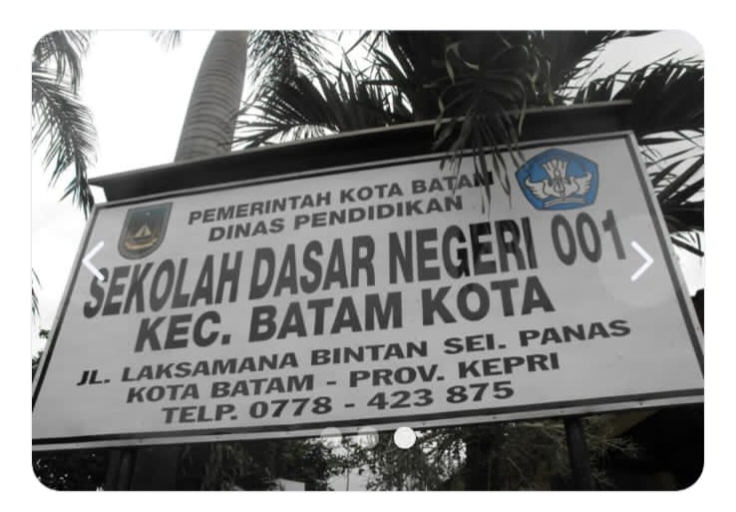 PEMERINTAH KOTA BATAM
DINAS PENDIDIKAN
SEKOLAH DASAR NEGERI 001
KEC. BATAM KOTA
JL. LAKSAMANA BINTAN SEI. PANAS
KOTA BATAM - PROV. KEPRI
TELP. 0778 - 423 875